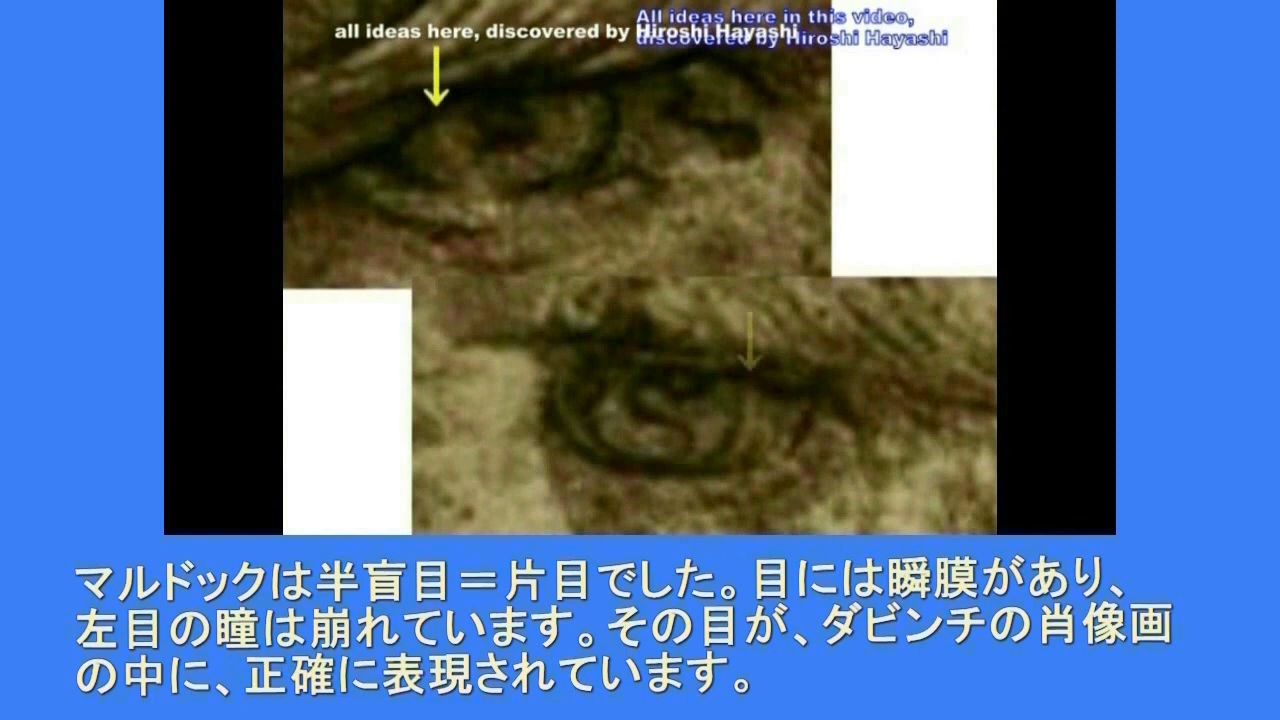 All ideas here in this video,
all ideas here, discovered by Hiroshi Hayashi
discovered by Hiroshi Hayashi
マルドックは半盲目＝片目でした。目には瞬膜があり、
左目の瞳は崩れています。その目が、ダビンチの肖像画
の中に、正確に表現されています。